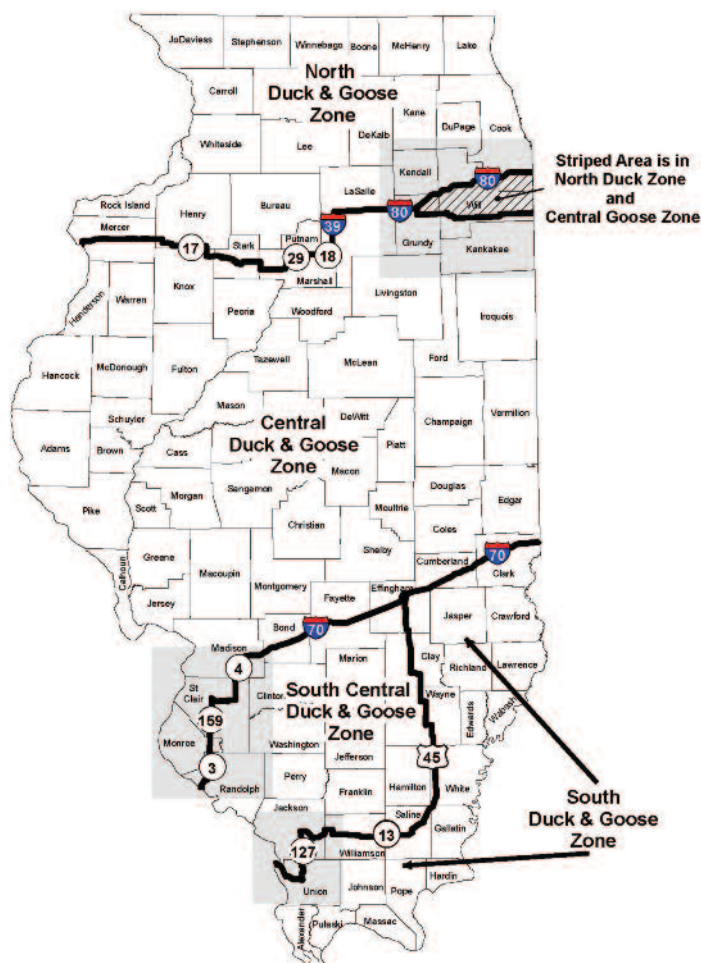 JoDaviess
Stephenson
Winnebago
Boone
McHenry
Lake
North
Duck & Goose
Zone
Carroll
Kane
DuPage
Cook
DeKalb
Whiteside
Lee
Kendall
80
Will
Striped Area is in
North Duck Zone
and
Central Goose Zone
LaSalle
Rock Island
Henry
Bureau
Mercer
39
80
Putnam
Stark
17
29
18
Grundy
Kankakee
Marshall
Knox
Henderson
Warren
Peoria
Woodford
Livingston
Iroquois
Tazewell
McLean
Ford
Hancock
McDonough
Fulton
Mason
Schuyler
DeWitt
Champaign
Vermilion
Central
Duck & Goose
Zone
Adams
Brown
Cass
Piatt
Macon
Sangamon
Morgan
Scott
Pike
Douglas
Moultrie
Edgar
Christian
Coles
Shelby
Greene
Calhoun
Macoupin
Cumberland
70
Clark
Montgomery
Effingham
Fayette
Jersey
Bond
70
Jasper
Crawford
Madison
Marion
Clay
Richland
Lawrence
4
St
Clair
Clinton
South Central
Duck & Goose
Zone
Wayne
Edwards
Wabash
159
Washington
Monroe
Jefferson
45
3
Randolph
Perry
Hamilton
White
Franklin
South
Duck & Goose
Zone
Jackson
Saline
Gallatin
13
127
Williamson
Hardin
Union
Johnson
Pope
Alexander
Pulaski
Massac